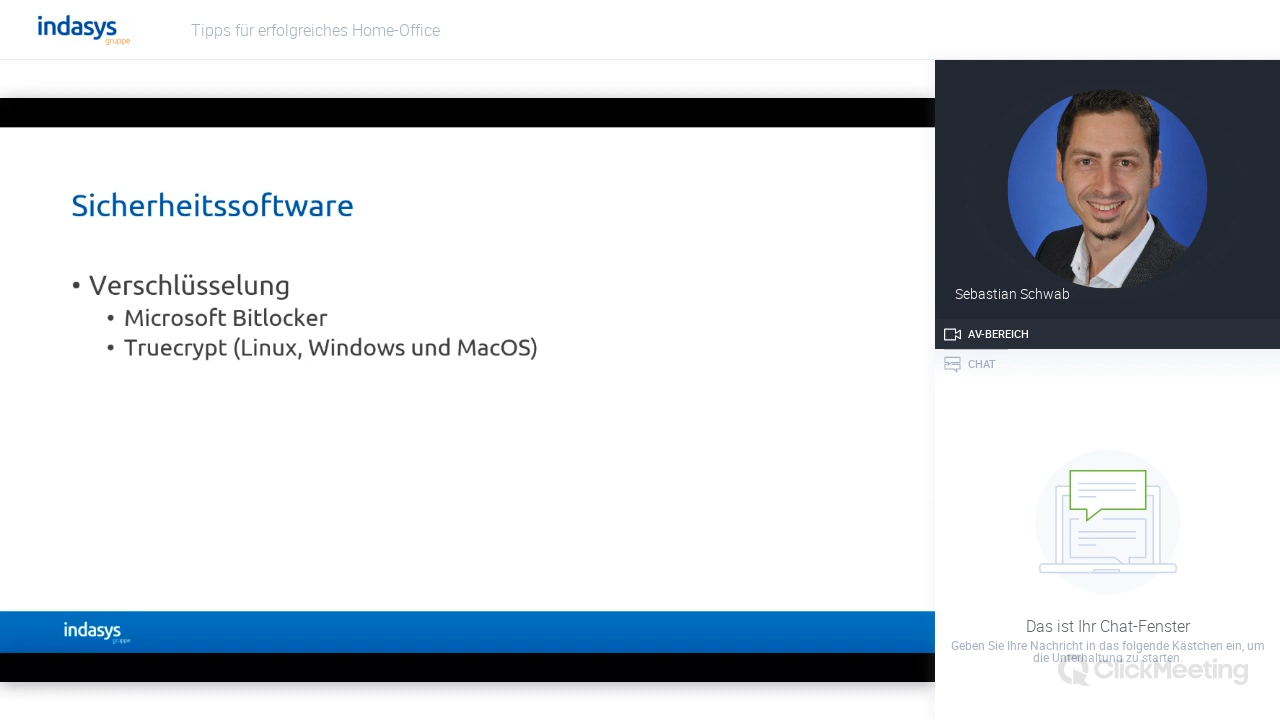 indasys
gruppe
Tipps für erfolgreiches Home-Office
Sicherheitssoftware
• Verschlüsselung
• Microsoft Bitlocker
• Truecrypt (Linux, Windows und MacOS)
indasys
gruppe
Sebastian Schwab
AV-BEREICH
CHAT
Das ist Ihr Chat-Fenster
Geben Sie Ihre Nachricht in das folgende Kästchen ein, um
die Unterhaltung zu starten.
ClickMeeting